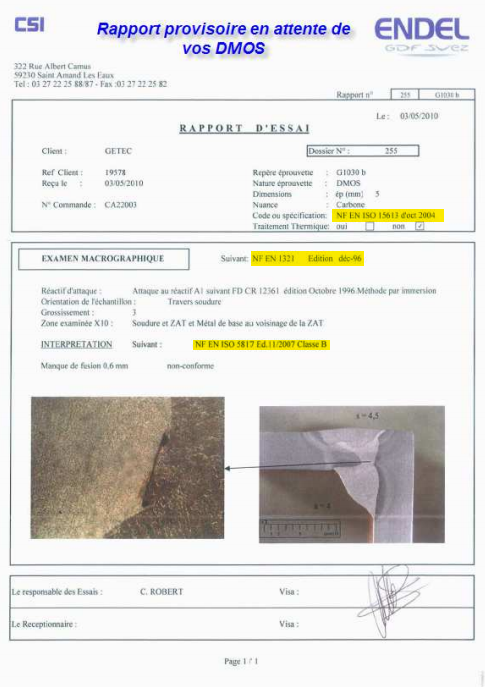 CSI
Rapport provisoire en attente de
vos DMOS
ENDEL
GDF SUEZ
322 Rue Albert Camus
59230 Saint Amand Les Eaux
Tel : 03 27 22 25 88/87 - Fax :03 27 22 25 82
Rapport n° 255 G1030 b
Le : 03/05/2010
RAPPORT D'ESSAI
Client : GETEC Dossier N° : 255
Ref Client : 19578 Repère éprouvette : G1030 b
Reçu le : 03/05/2010 Nature éprouvette : DMOS
Dimensions : ép (mm) 5
N° Commande : CA22003 Nuance : Carbone
Code ou spécification: NF EN ISO 15613 d'oct 2004
Traitement Thermique: oui non ✓
EXAMEN MACROGRAPHIQUE Suivant: NF EN 1321 Edition déc-96
Réactif d'attaque : Attaque au réactif A1 suivant FD CR 12361 édition Octobre 1996 Méthode par immersion
Orientation de l'échantillon : Travers soudure
Grossissement : 3
Zone examinée X10 : Soudure et ZAT et Métal de base au voisinage de la ZAT
INTERPRETATION Suivant : NF EN ISO 5817 Ed.11/2007 Classe B
Manque de fusion 0,6 mm non-conforme
z = 4,5
a = 4
Le responsable des Essais : C. ROBERT Visa :
Le Receptionnaire : Visa :
Page 1 / 1